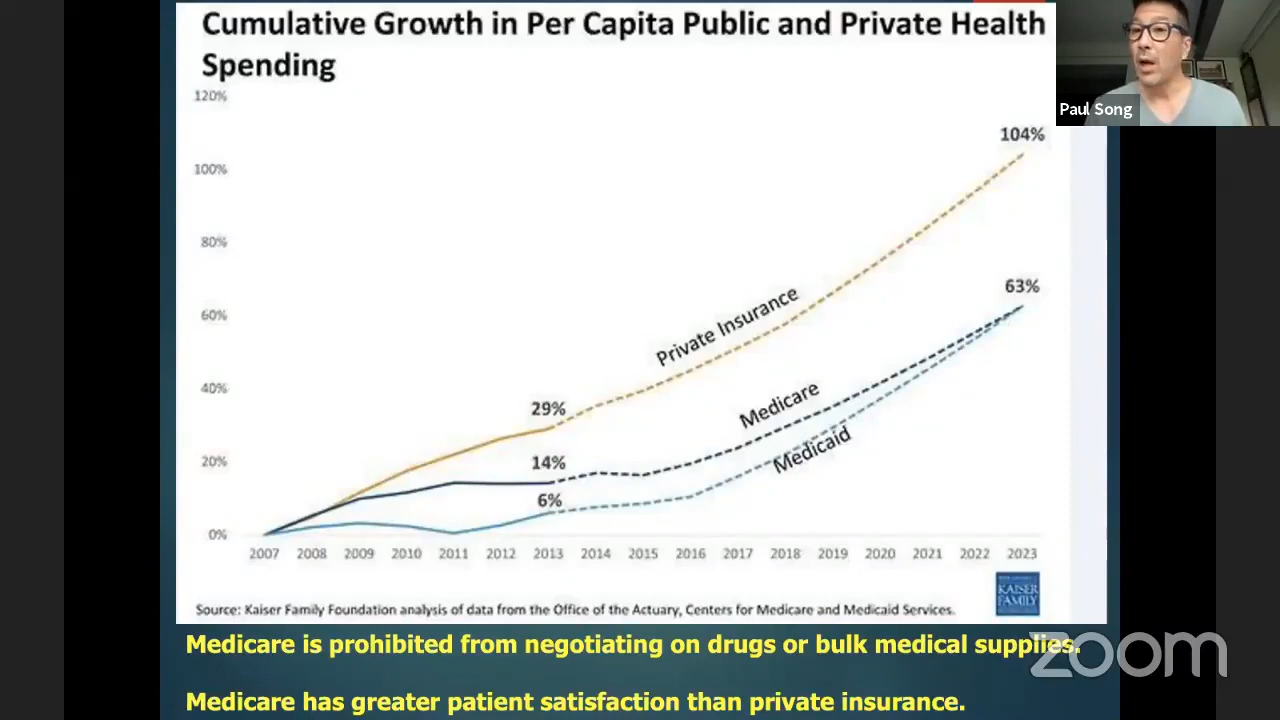 Cumulative Growth in Per Capita Public and Private Health
Spending
Paul Song
120%
100%
80%
60%
40%
20%
0%
104%
63%
29%
14%
6%
Private Insurance
Medicare
Medicaid
2007 2008 2009 2010 2011 2012 2013 2014 2015 2016 2017 2018 2019 2020 2021 2022 2023
KAISER
FAMILY
Source: Kaiser Family Foundation analysis of data from the Office of the Actuary, Centers for Medicare and Medicaid Services.
Medicare is prohibited from negotiating on drugs or bulk medical supplies.
zoom
Medicare has greater patient satisfaction than private insurance.